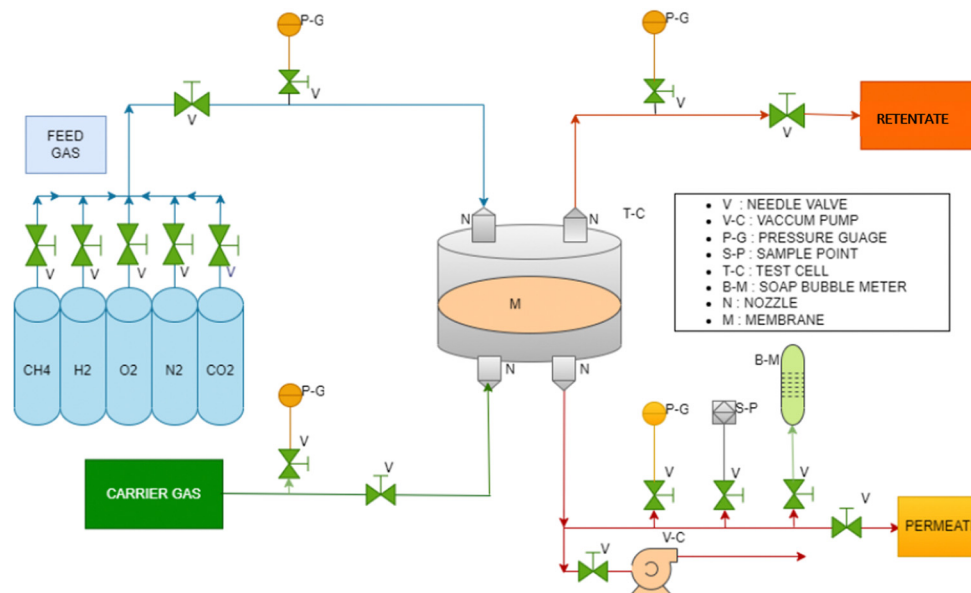 P-G
P-G
V
V
V
V
RETENTATE
FEED
GAS
N
N
T-C
V : NEEDLE VALVE
V-C : VACCUM PUMP
P-G : PRESSURE GUAGE
S-P : SAMPLE POINT
T-C : TEST CELL
B-M : SOAP BUBBLE METER
N : NOZZLE
M : MEMBRANE
V
V
V
V
V
M
CH4
H2
O2
N2
CO2
N
N
B-M
P-G
P-G
S-P
V
V
V
V
V
V
CARRIER GAS
PERMEAT
V
V-C